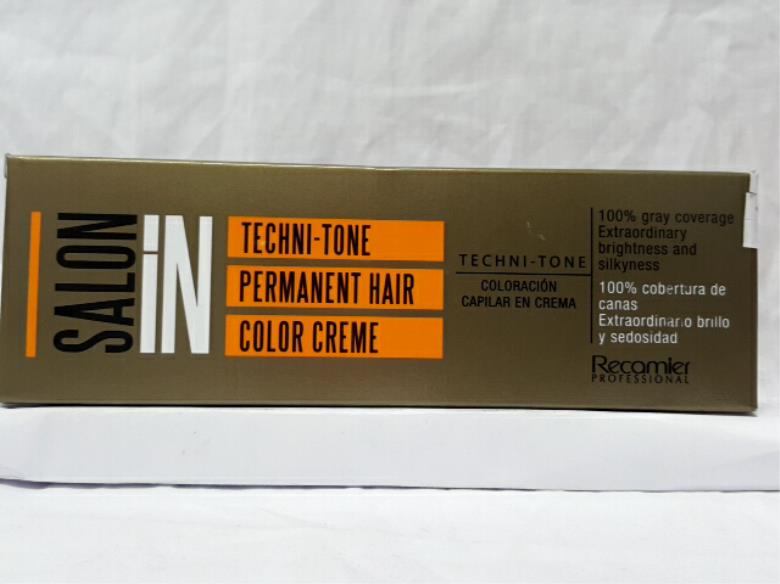 SALON
iN
TECHNI-TONE
PERMANENT HAIR
COLOR CREME
TECHNI-TONE
COLORACIÓN
CAPILAR EN CREMA
100% gray coverage
Extraordinary
brightness and
silkyness
100% cobertura de
canas
Extraordinario brillo
y sedosidad
Recamier
PROFESSIONAL